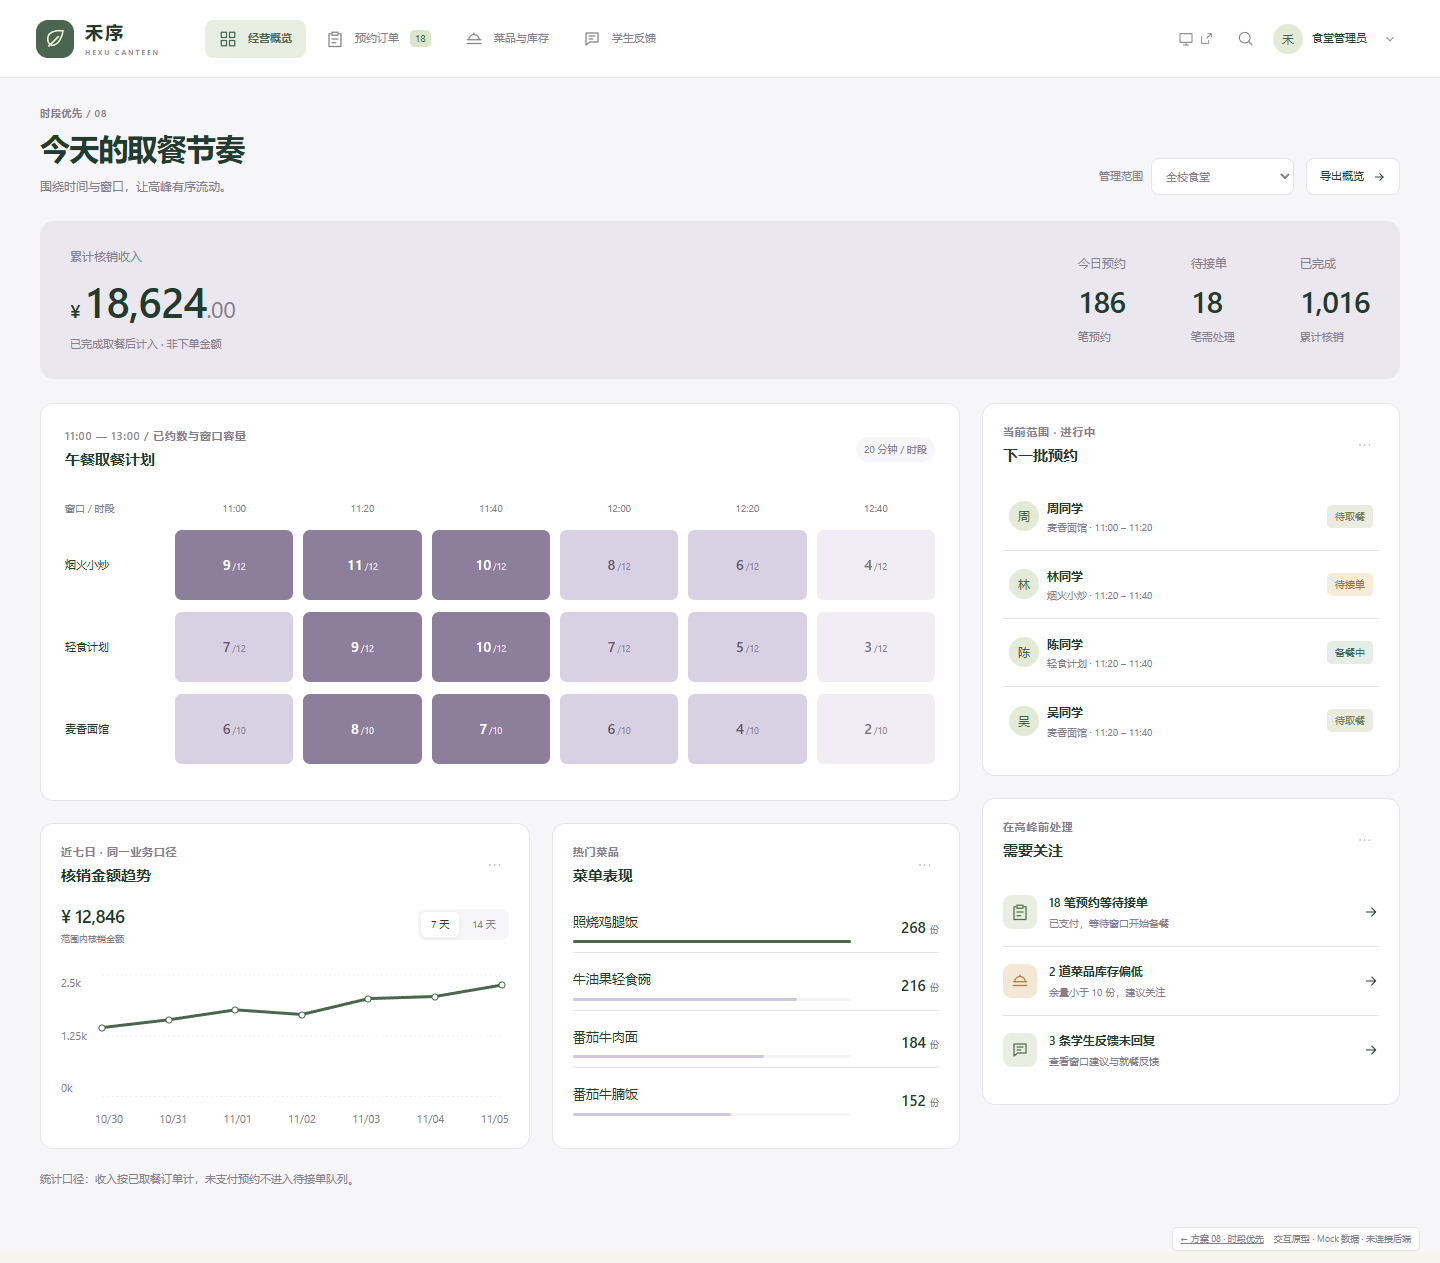 禾序
HEXU CANTEEN
经营概览
预约订单 18
菜品与库存
学生反馈
禾 食堂管理员
时段优先 / 08
今天的取餐节奏
围绕时间与窗口，让高峰有序流动。
管理范围 全校食堂
导出概览 →
累计核销收入
¥ 18,624.00
已完成取餐后计入 · 非下单金额
今日预约
186
笔预约
待接单
18
笔需处理
已完成
1,016
累计核销
11:00 — 13:00 / 已约数与窗口容量
午餐取餐计划
20 分钟 / 时段
窗口 / 时段 11:00 11:20 11:40 12:00 12:20 12:40
烟火小炒 9/12 11/12 10/12 8/12 6/12 4/12
轻食计划 7/12 9/12 10/12 7/12 5/12 3/12
麦香面馆 6/10 8/10 7/10 6/10 4/10 2/10
当前范围 · 进行中
下一批预约
···
周 周同学
麦香面馆 · 11:00 – 11:20
待取餐
林 林同学
烟火小炒 · 11:20 – 11:40
待接单
陈 陈同学
轻食计划 · 11:20 – 11:40
备餐中
吴 吴同学
麦香面馆 · 11:20 – 11:40
待取餐
近七日 · 同一业务口径
核销金额趋势
···
¥ 12,846
范围内核销金额
7 天 14 天
2.5k
1.25k
0k
10/30 10/31 11/01 11/02 11/03 11/04 11/05
热门菜品
菜单表现
···
照烧鸡腿饭 268 份
牛油果轻食碗 216 份
番茄牛肉面 184 份
番茄牛腩饭 152 份
在高峰前处理
需要关注
···
18 笔预约等待接单 →
已支付，等待窗口开始备餐
2 道菜品库存偏低 →
余量小于 10 份，建议关注
3 条学生反馈未回复 →
查看窗口建议与就餐反馈
统计口径：收入按已取餐订单计，未支付预约不进入待接单队列。
← 方案 08 · 时段优先 交互原型 · Mock 数据 · 未连接后端